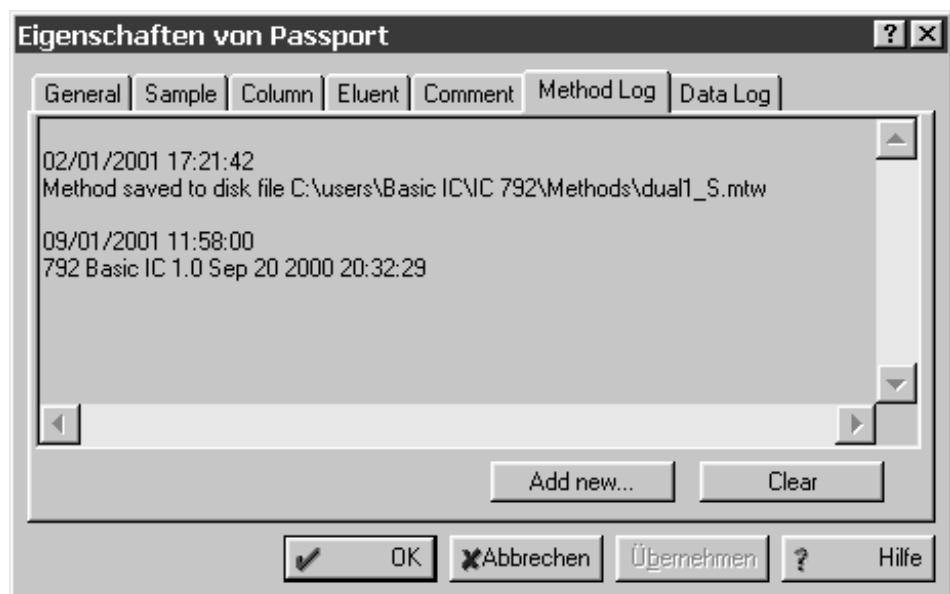 Eigenschaften von Passport
General Sample Column Eluent Comment Method Log Data Log
02/01/2001 17:21:42
Method saved to disk file C:\users\Basic IC\IC 792\Methods\dual1_S.mtw
09/01/2001 11:58:00
792 Basic IC 1.0 Sep 20 2000 20:32:29
Add new... Clear
OK Abbrechen Übernehmen Hilfe